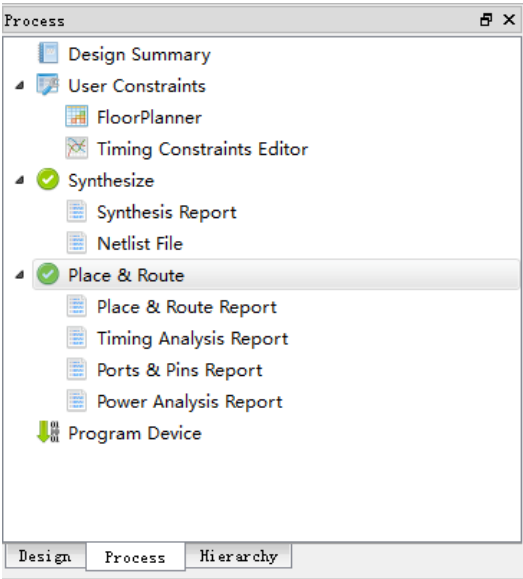 Process
Design Summary
User Constraints
FloorPlanner
Timing Constraints Editor
Synthesize
Synthesis Report
Netlist File
Place & Route
Place & Route Report
Timing Analysis Report
Ports & Pins Report
Power Analysis Report
Program Device
Design Process Hierarchy